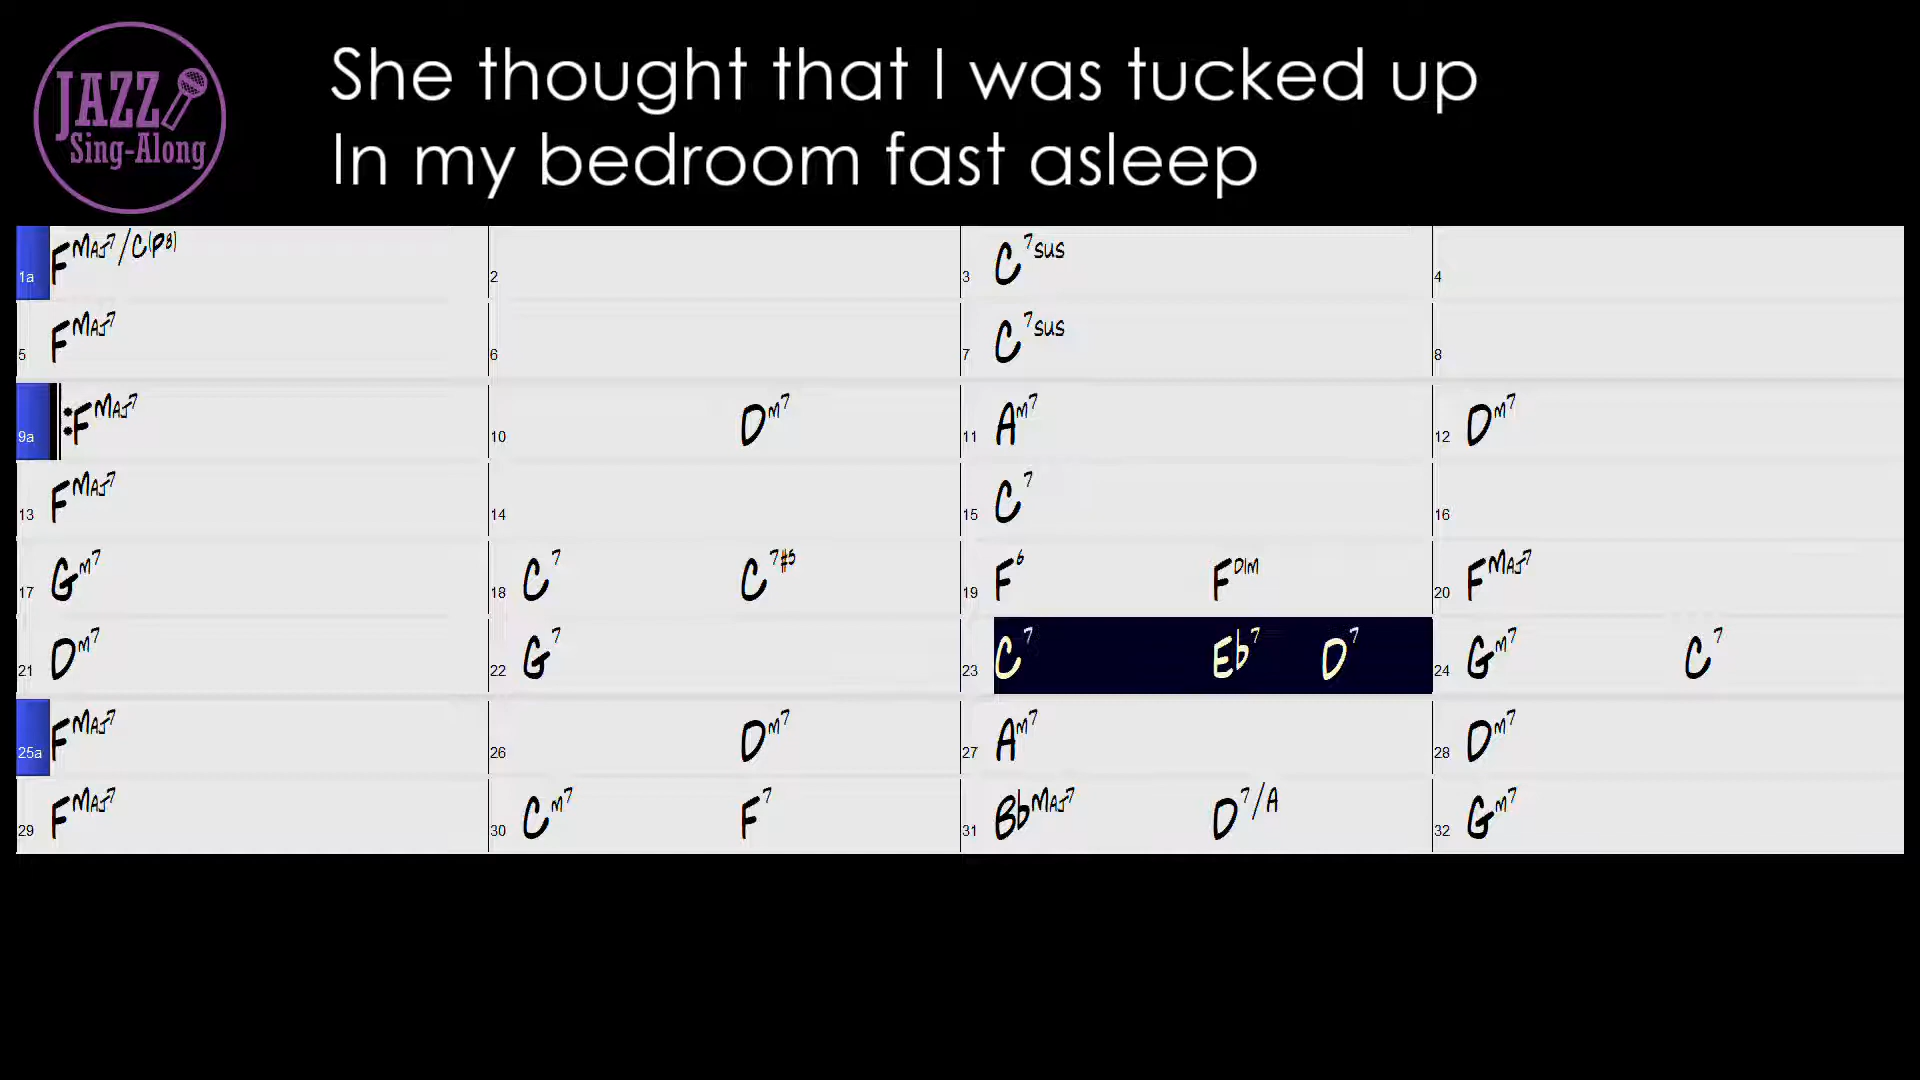 JAZZ
Sing-Along
She thought that I was tucked up
In my bedroom fast asleep
1a FMAJ7/C(P8) 2 3 C7sus 4
5 FMAJ7 6 7 C7sus 8
9a FMAJ7 10 Dm7 11 Am7 12 Dm7
13 FMAJ7 14 15 C7 16
17 Gm7 18 C7 C7#5 19 F6 FDIM 20 FMAJ7
21 Dm7 22 G7 23 C7 Eb7 D7 24 Gm7 C7
25a FMAJ7 26 Dm7 27 Am7 28 Dm7
29 FMAJ7 30 Cm7 F7 31 BbMAJ7 D7/A 32 Gm7